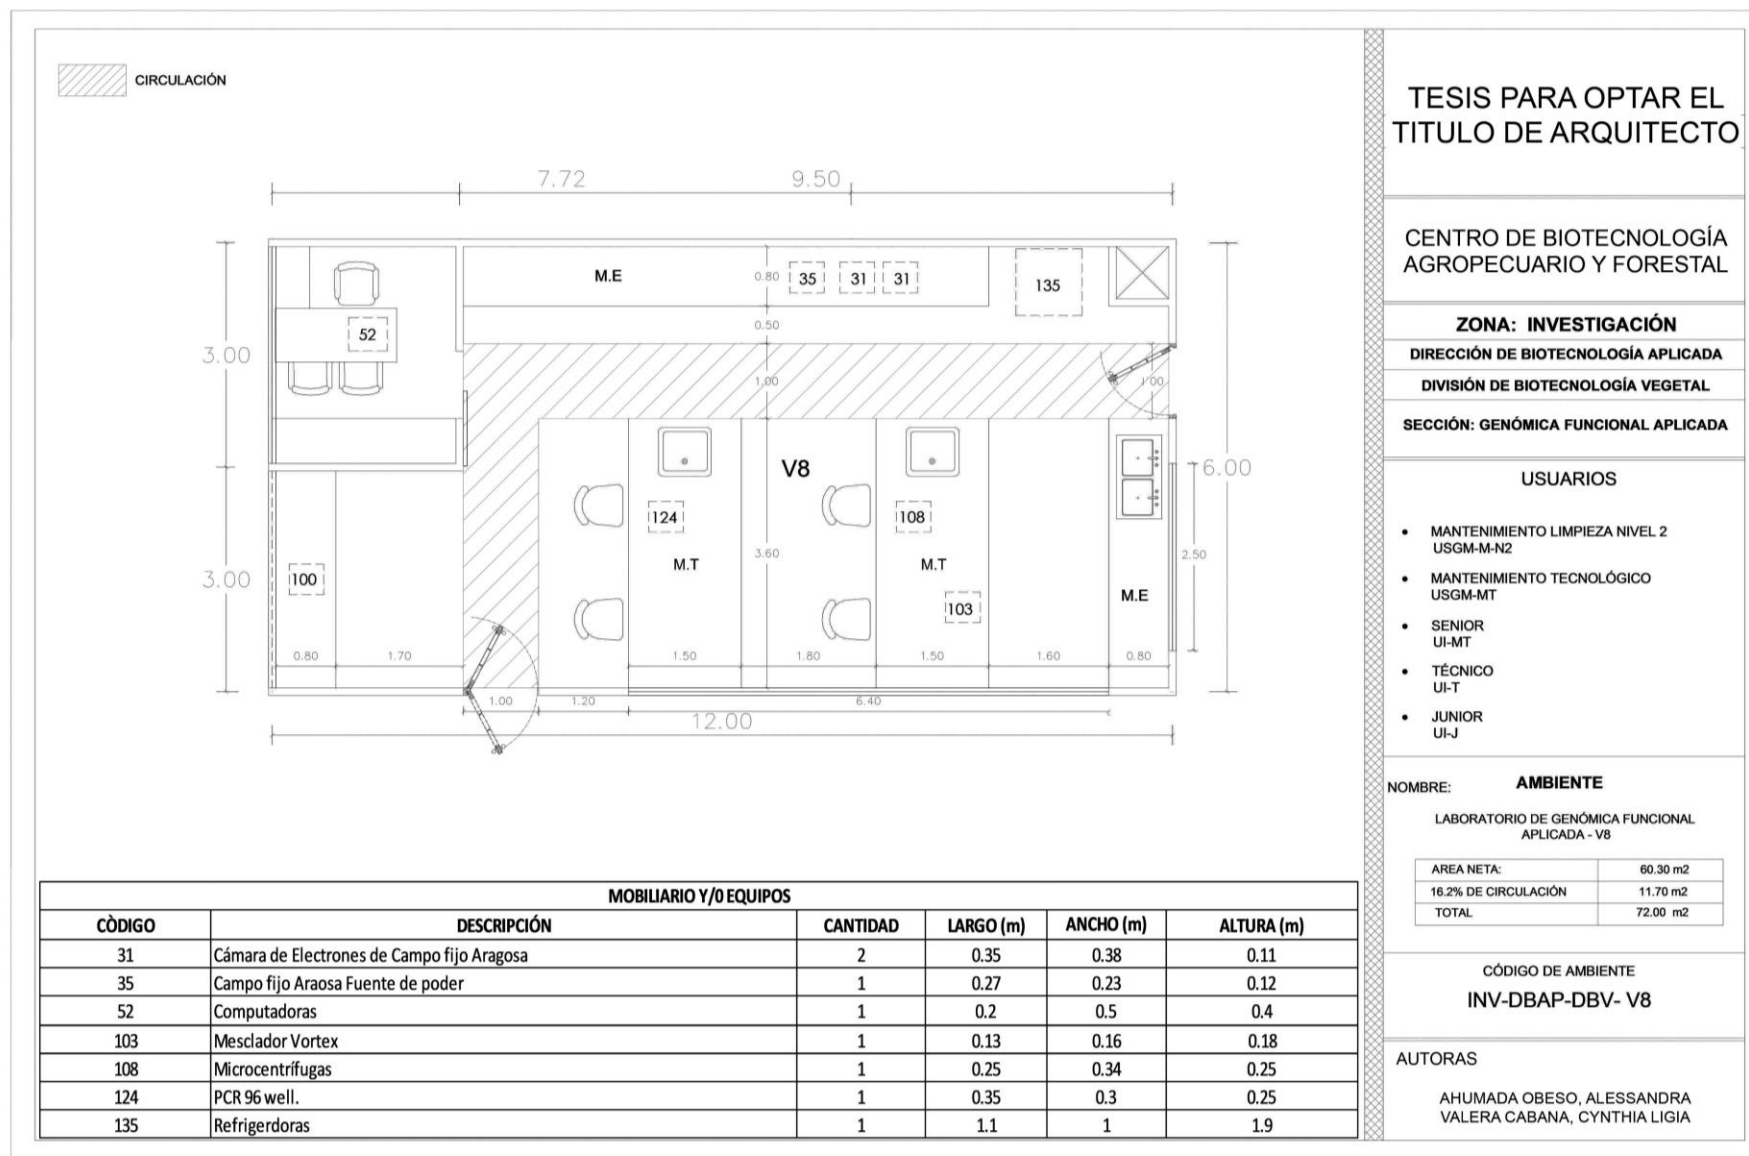 CIRCULACIÓN
7.72
9.50
M.E
0.80
35
31
31
135
52
0.50
3.00
1.00
1.00
V8
6.00
124
108
2.50
3.60
M.T
M.T
3.00
100
103
M.E
0.80
1.70
1.50
1.80
1.50
1.60
0.80
1.00
1.20
6.40
12.00
MOBILIARIO Y/0 EQUIPOS
CÒDIGO DESCRIPCIÓN CANTIDAD LARGO (m) ANCHO (m) ALTURA (m)
31 Cámara de Electrones de Campo fijo Aragosa 2 0.35 0.38 0.11
35 Campo fijo Araosa Fuente de poder 1 0.27 0.23 0.12
52 Computadoras 1 0.2 0.5 0.4
103 Mesclador Vortex 1 0.13 0.16 0.18
108 Microcentrífugas 1 0.25 0.34 0.25
124 PCR 96 well. 1 0.35 0.3 0.25
135 Refrigerdoras 1 1.1 1 1.9
TESIS PARA OPTAR EL
TITULO DE ARQUITECTO
CENTRO DE BIOTECNOLOGÍA
AGROPECUARIO Y FORESTAL
ZONA: INVESTIGACIÓN
DIRECCIÓN DE BIOTECNOLOGÍA APLICADA
DIVISIÓN DE BIOTECNOLOGÍA VEGETAL
SECCIÓN: GENÓMICA FUNCIONAL APLICADA
USUARIOS
• MANTENIMIENTO LIMPIEZA NIVEL 2
USGM-M-N2
• MANTENIMIENTO TECNOLÓGICO
USGM-MT
• SENIOR
UI-MT
• TÉCNICO
UI-T
• JUNIOR
UI-J
NOMBRE: AMBIENTE
LABORATORIO DE GENÓMICA FUNCIONAL
APLICADA - V8
AREA NETA: 60.30 m2
16.2% DE CIRCULACIÓN 11.70 m2
TOTAL 72.00 m2
CÓDIGO DE AMBIENTE
INV-DBAP-DBV- V8
AUTORAS
AHUMADA OBESO, ALESSANDRA
VALERA CABANA, CYNTHIA LIGIA